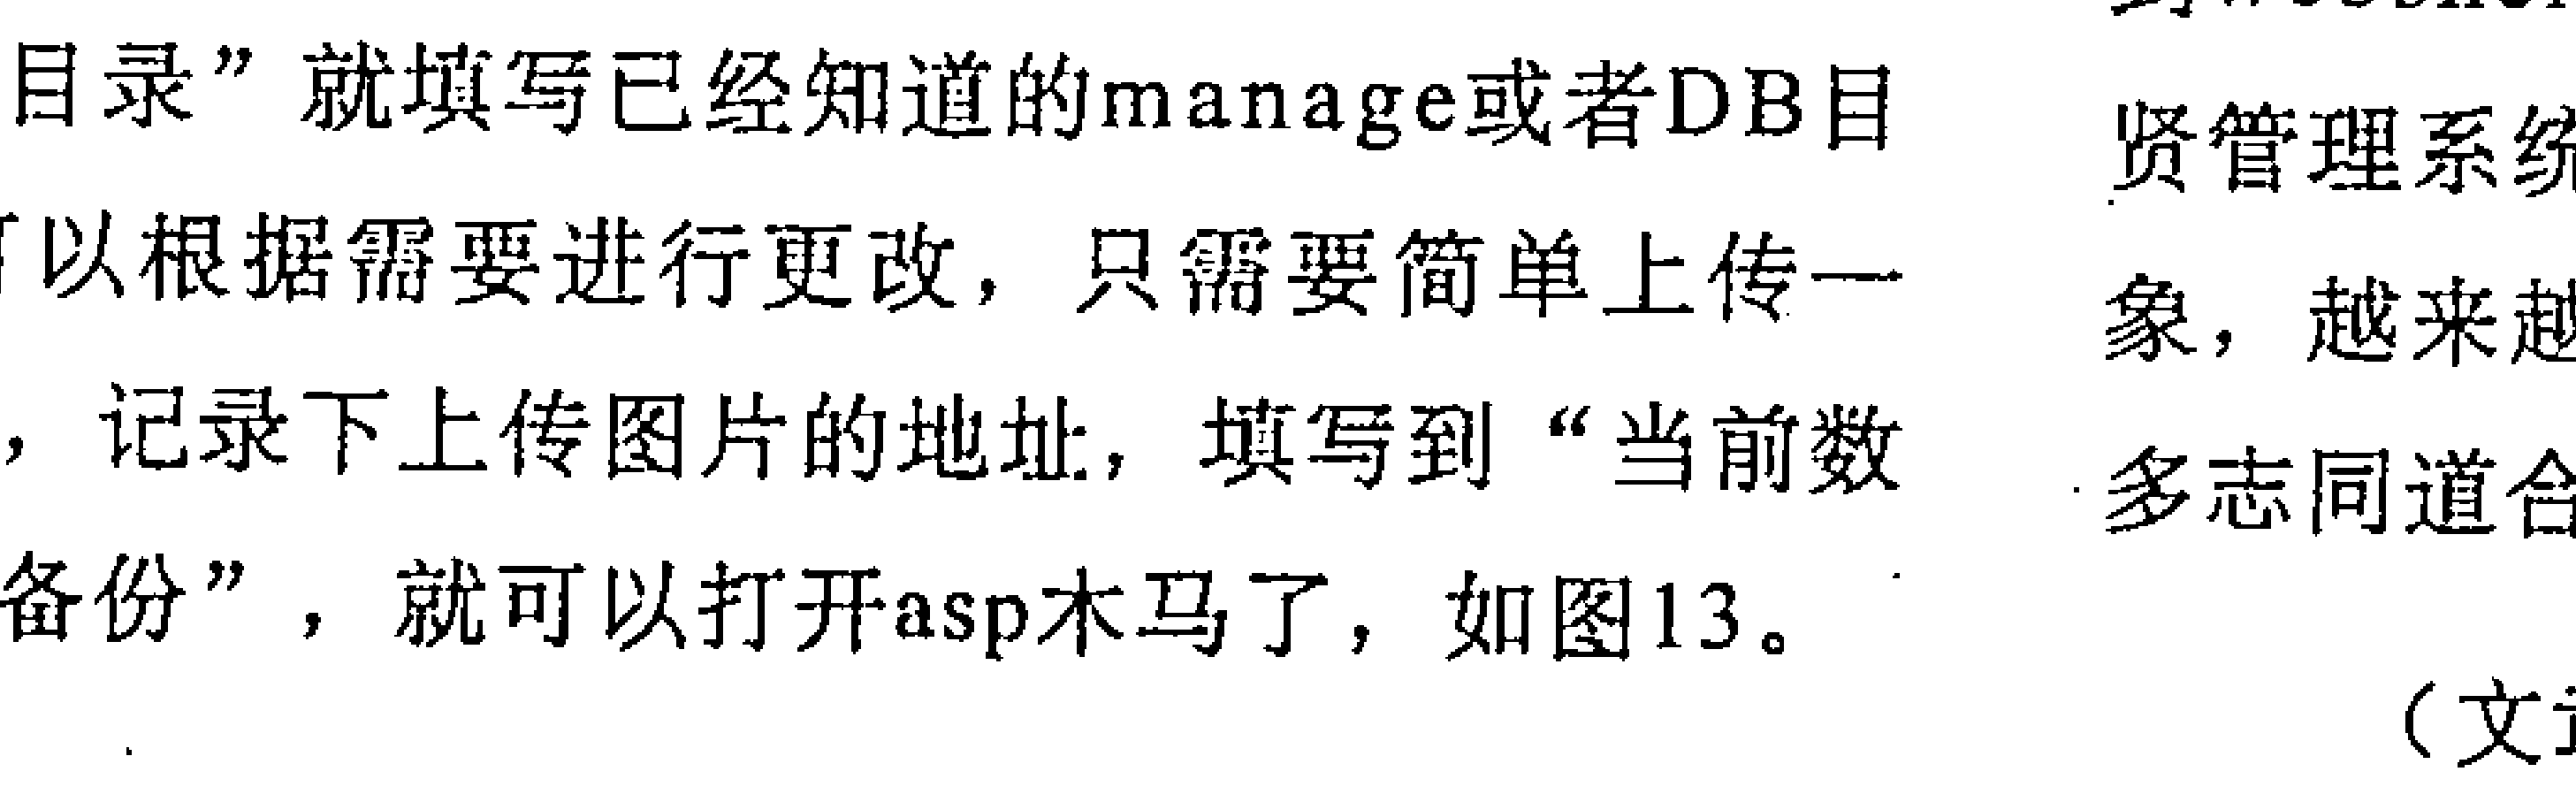 目录”就填写已经知道的manage或者DB目
以根据需要进行更改，只需要简单上传一
，记录下上传图片的地址，填写到“当前数
备份”，就可以打开asp木马了，如图13。
贤管理系统
象，越来越
多志同道合
（文